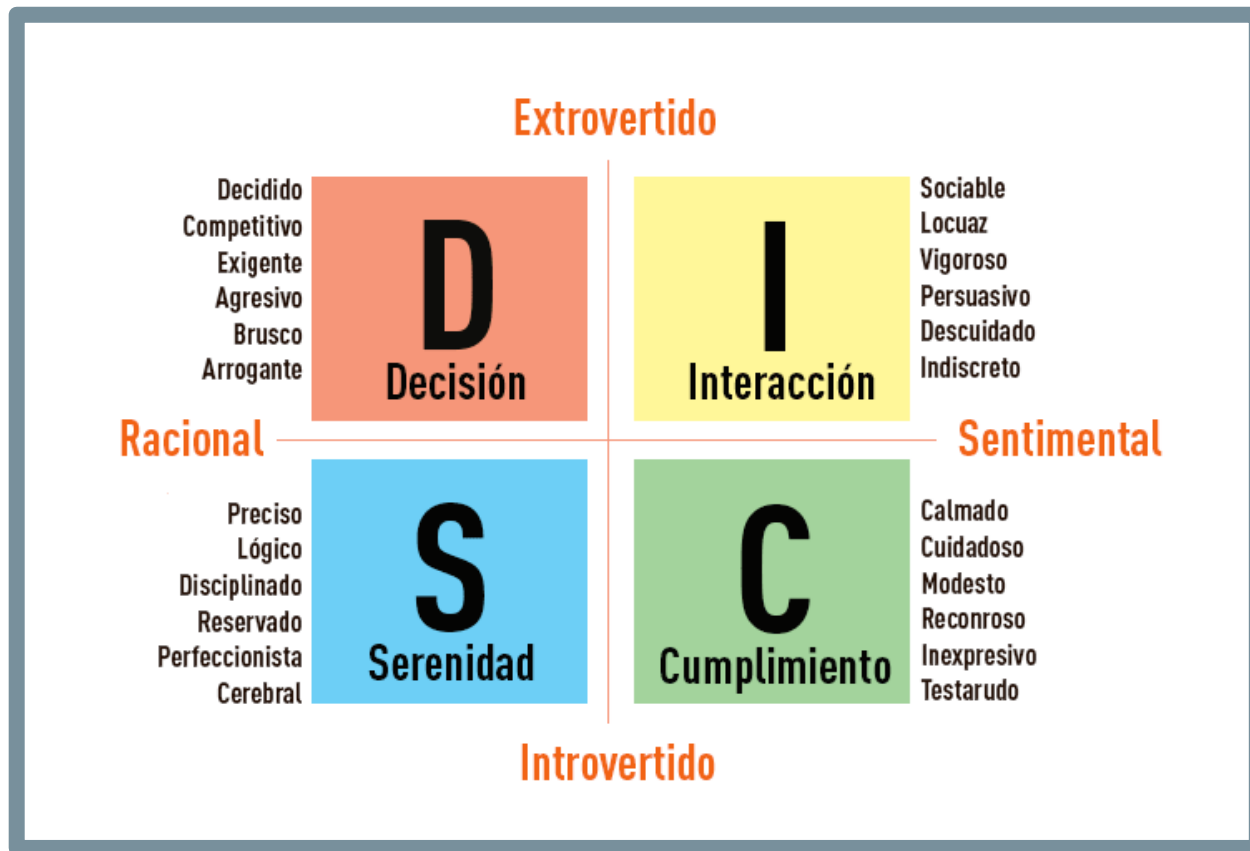 Extrovertido
Decidido
Competitivo
Exigente
Agresivo
Brusco
Arrogante
D
Decisión
I
Interacción
Sociable
Locuaz
Vigoroso
Persuasivo
Descuidado
Indiscreto
Racional
Sentimental
Preciso
Lógico
Disciplinado
Reservado
Perfeccionista
Cerebral
S
Serenidad
C
Cumplimiento
Calmado
Cuidadoso
Modesto
Reconroso
Inexpresivo
Testarudo
Introvertido